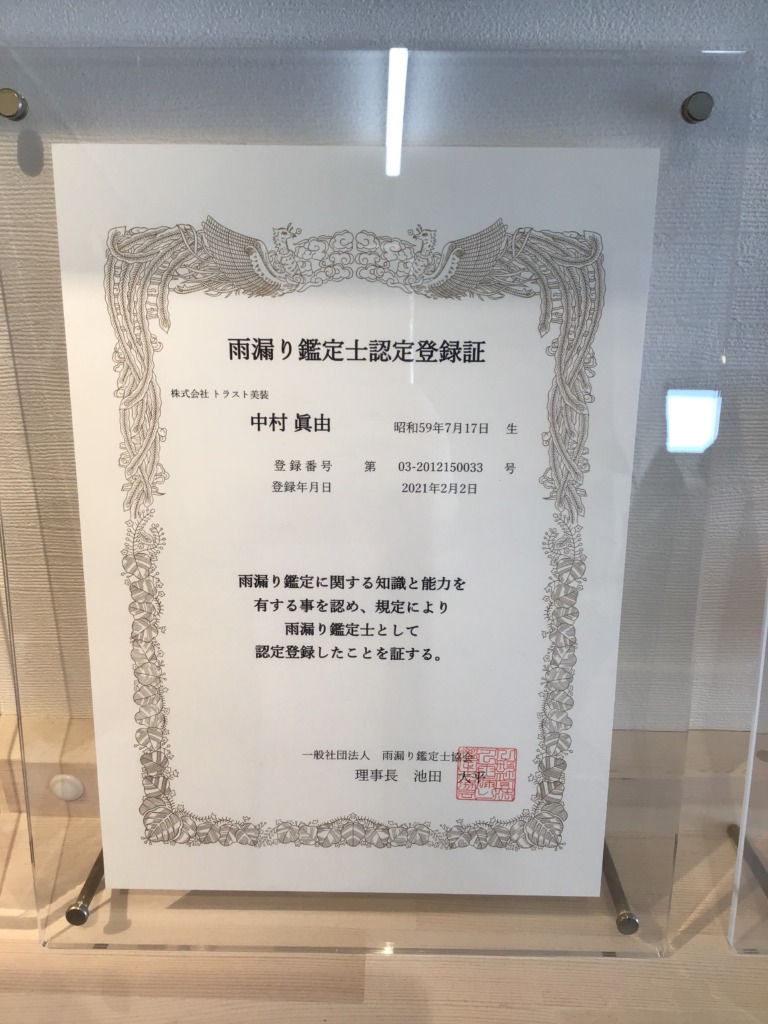 雨漏り鑑定士認定登録証
株式会社 トラスト美装
中村 眞由 昭和59年7月17日 生
登録番号 第 03-2012150033 号
登録年月日 2021年2月2日
雨漏り鑑定に関する知識と能力を
有する事を認め、規定により
雨漏り鑑定士として
認定登録したことを証する。
一般社団法人 雨漏り鑑定士協会
理事長 池田 大平